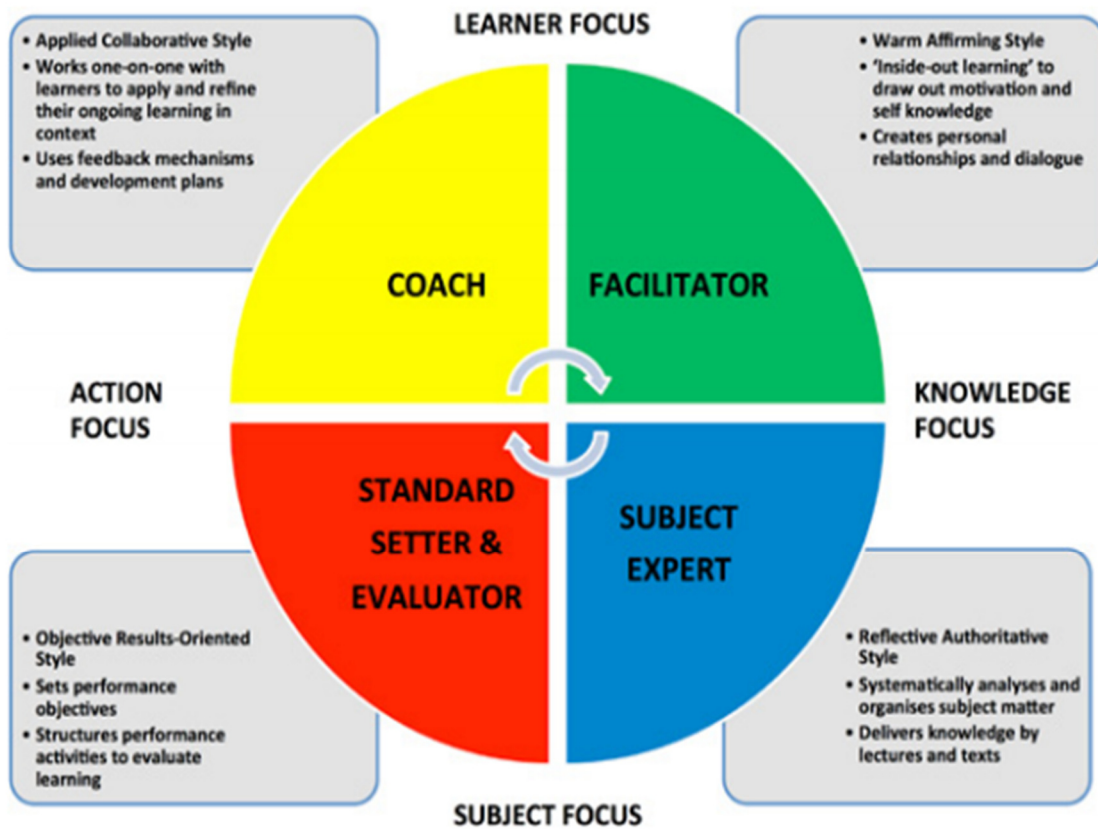 LEARNER FOCUS
• Applied Collaborative Style
• Works one-on-one with
learners to apply and refine
their ongoing learning in
context
• Uses feedback mechanisms
and development plans
• Warm Affirming Style
• ‘Inside-out learning’ to
draw out motivation and
self knowledge
• Creates personal
relationships and dialogue
COACH
FACILITATOR
ACTION
FOCUS
KNOWLEDGE
FOCUS
STANDARD
SETTER &
EVALUATOR
SUBJECT
EXPERT
• Objective Results-Oriented
Style
• Sets performance
objectives
• Structures performance
activities to evaluate
learning
• Reflective Authoritative
Style
• Systematically analyses and
organises subject matter
• Delivers knowledge by
lectures and texts
SUBJECT FOCUS